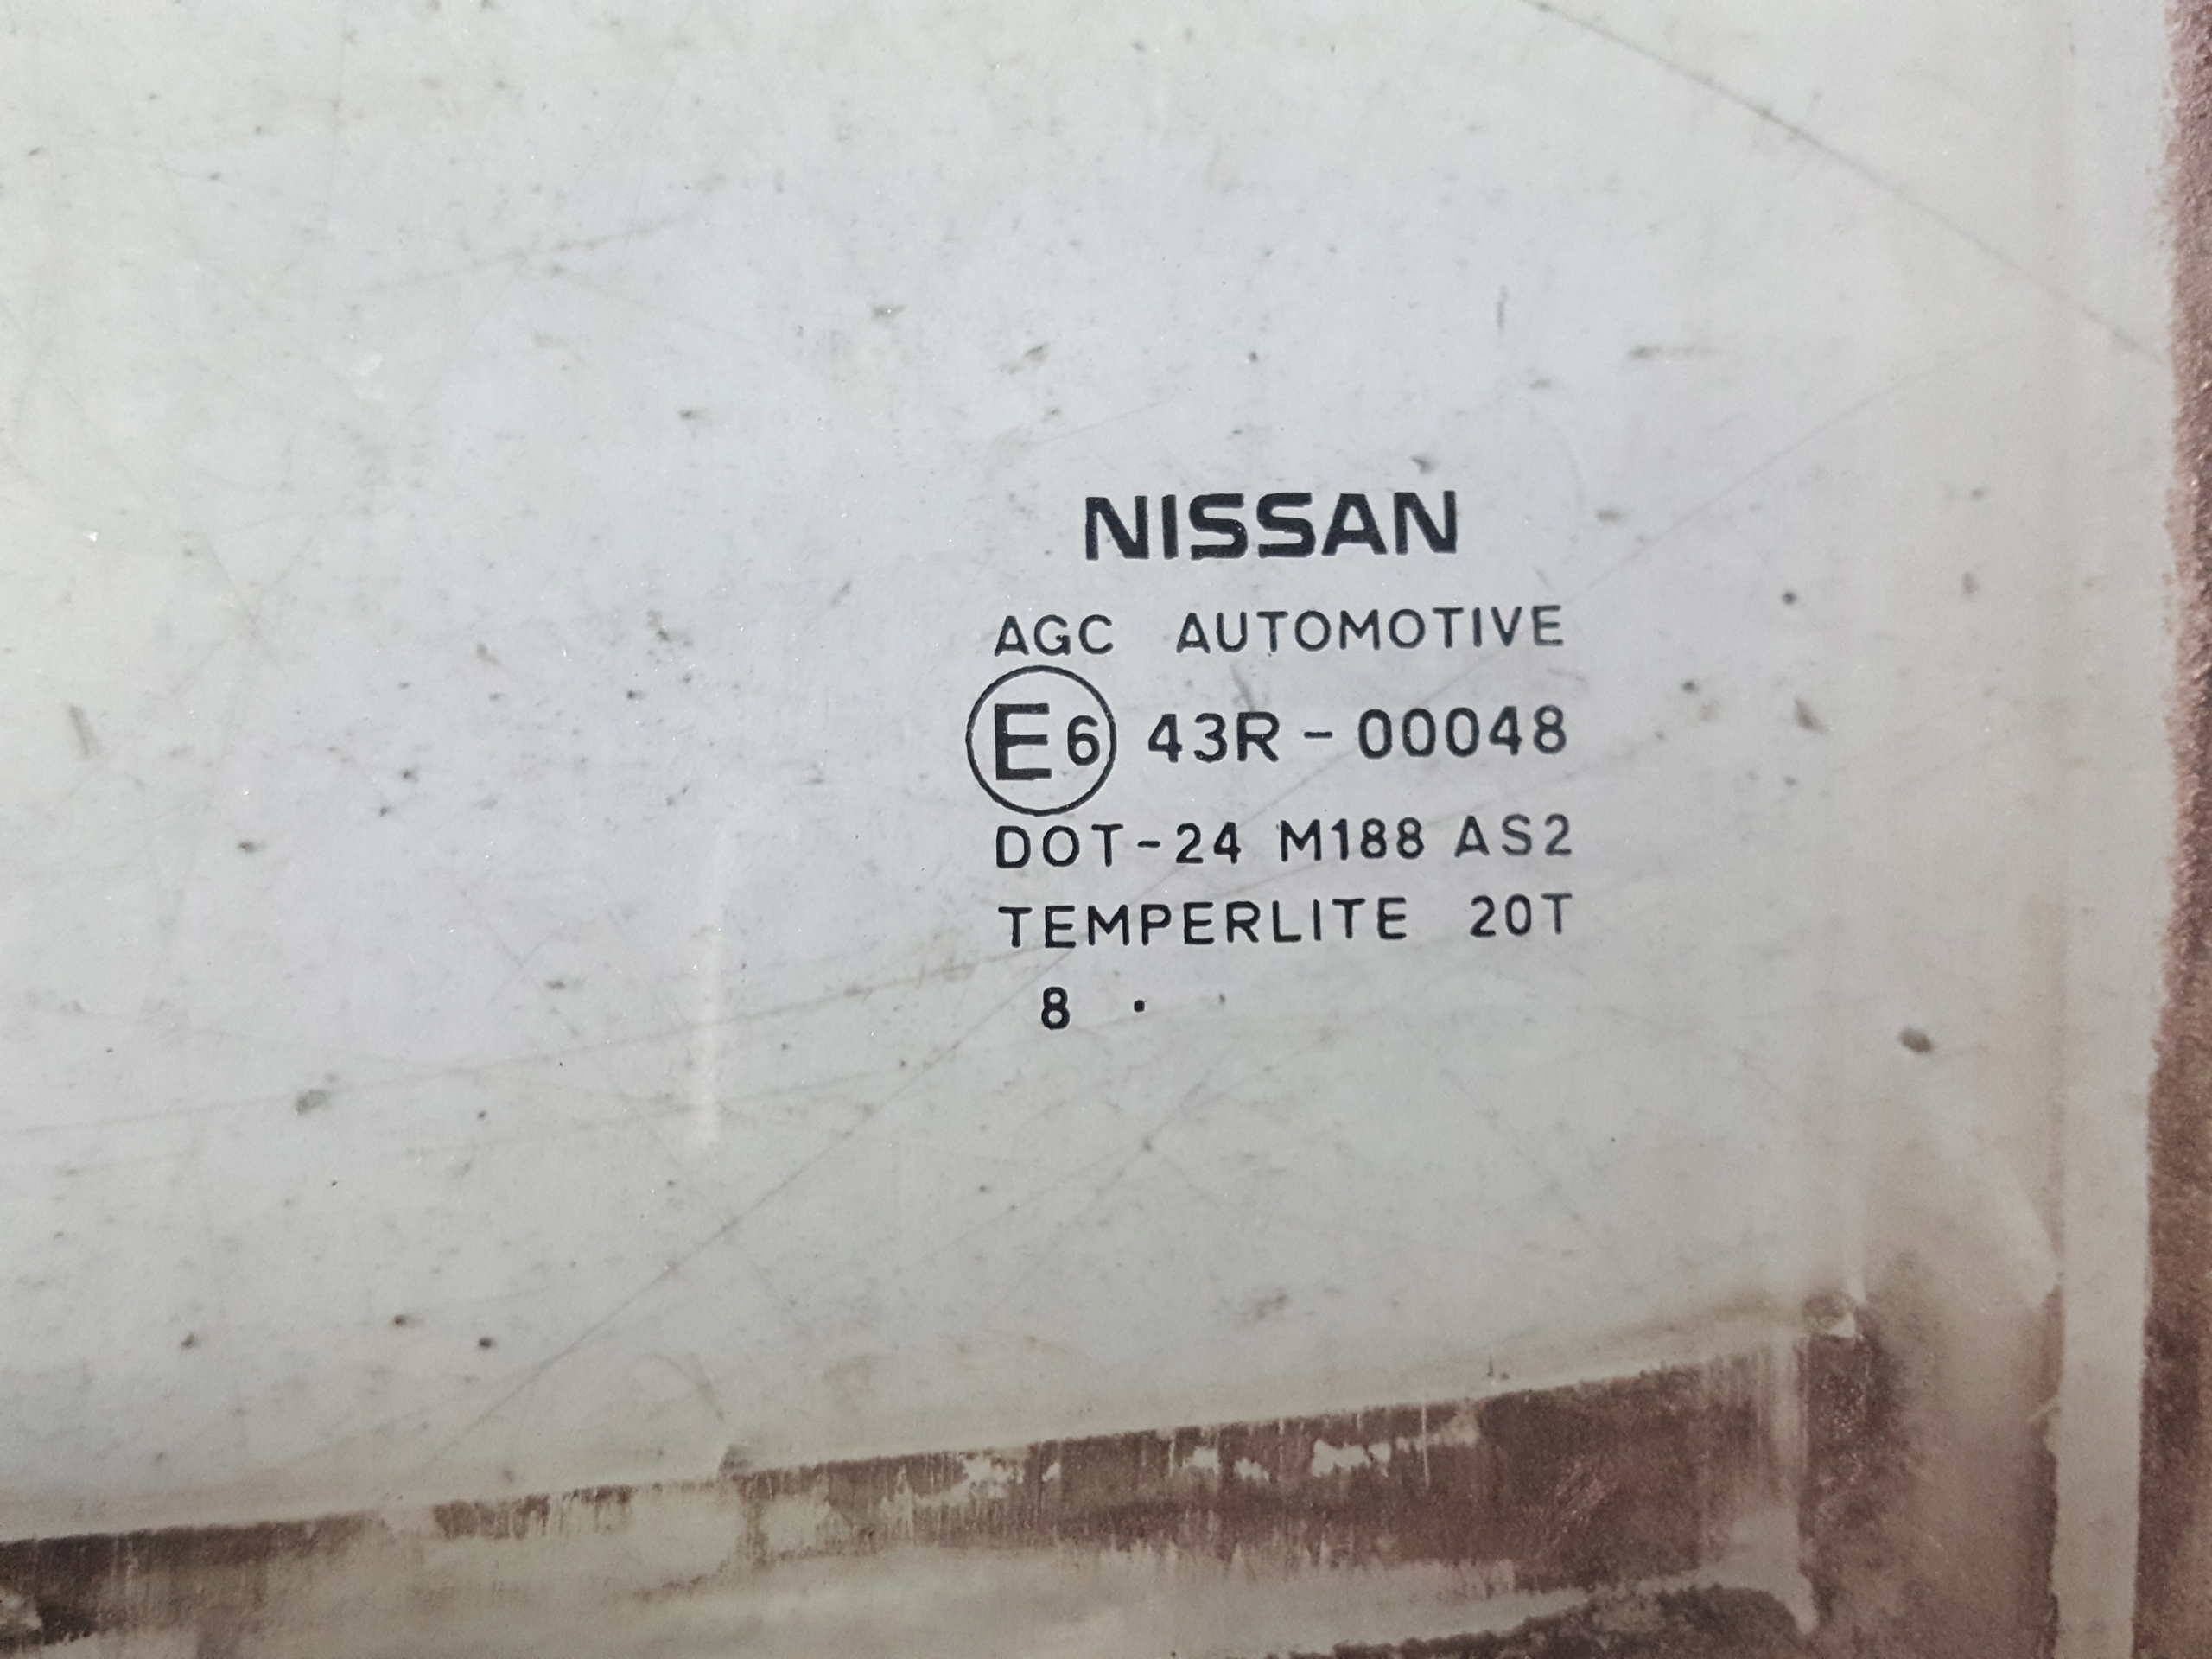 NISSAN
AGC AUTOMOTIVE
E6 43R-00048
DOT-24 M188 AS2
TEMPERLITE 20T
8 .